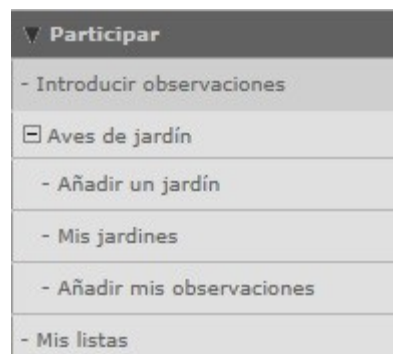 Participar
- Introducir observaciones
Aves de jardín
- Añadir un jardín
- Mis jardines
- Añadir mis observaciones
- Mis listas